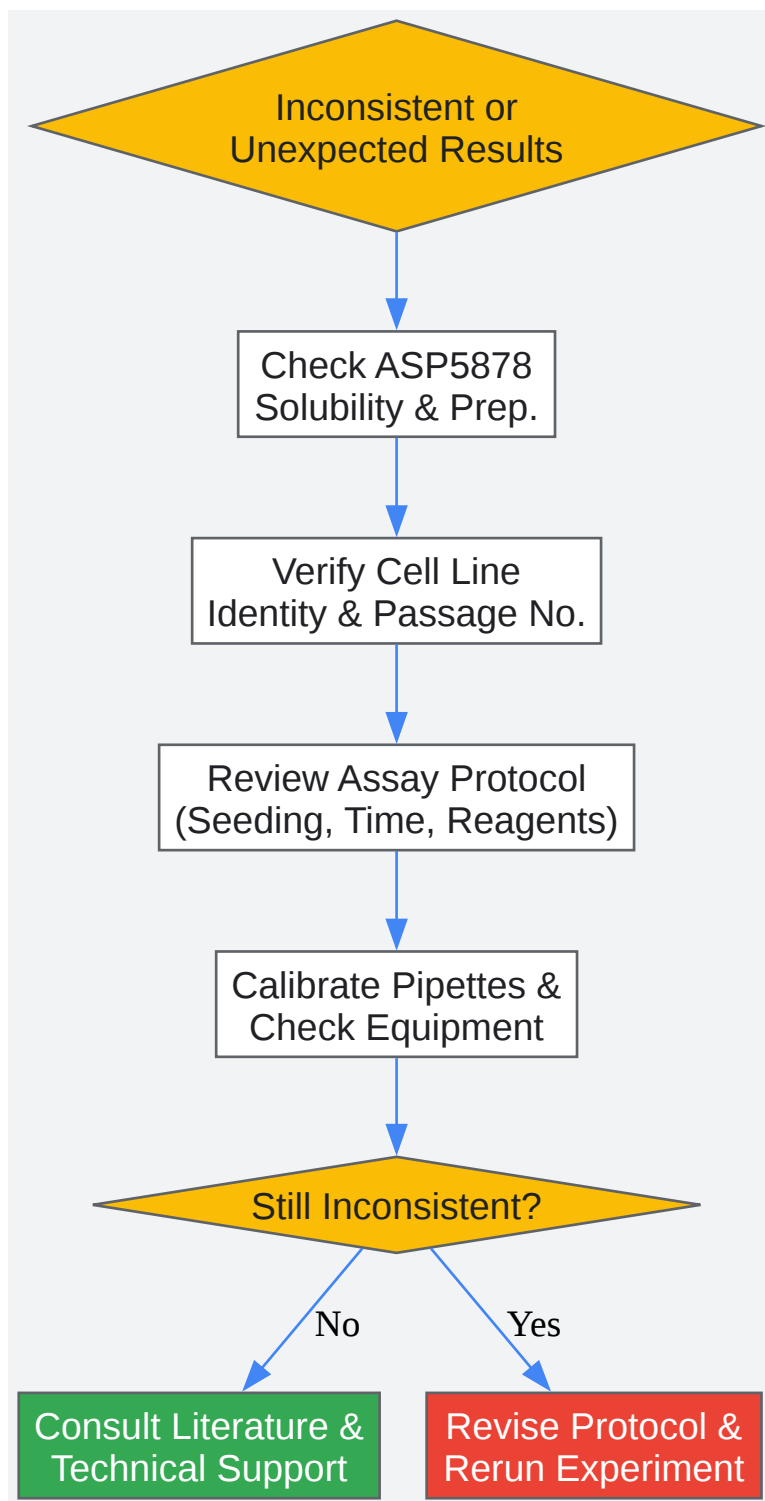 Inconsistent or
Unexpected Results
Check ASP5878
Solubility & Prep.
Verify Cell Line
Identity & Passage No.
Review Assay Protocol
(Seeding, Time, Reagents)
Calibrate Pipettes &
Check Equipment
Still Inconsistent?
No
Yes
Consult Literature &
Technical Support
Revise Protocol &
Rerun Experiment